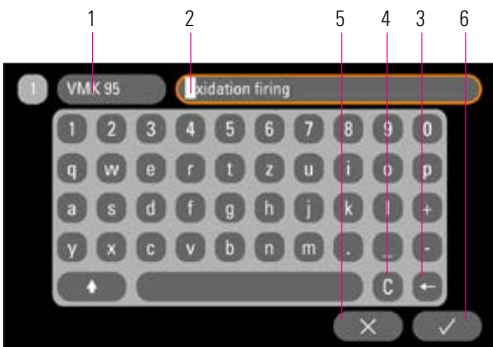 1 2 5 4 3 6
1 VMK 95 Oxidation firing
1 2 3 4 5 6 7 8 9 0
q w e r t z u i o p
a s d f g h j k l +
y x c v b n m . _ -
C